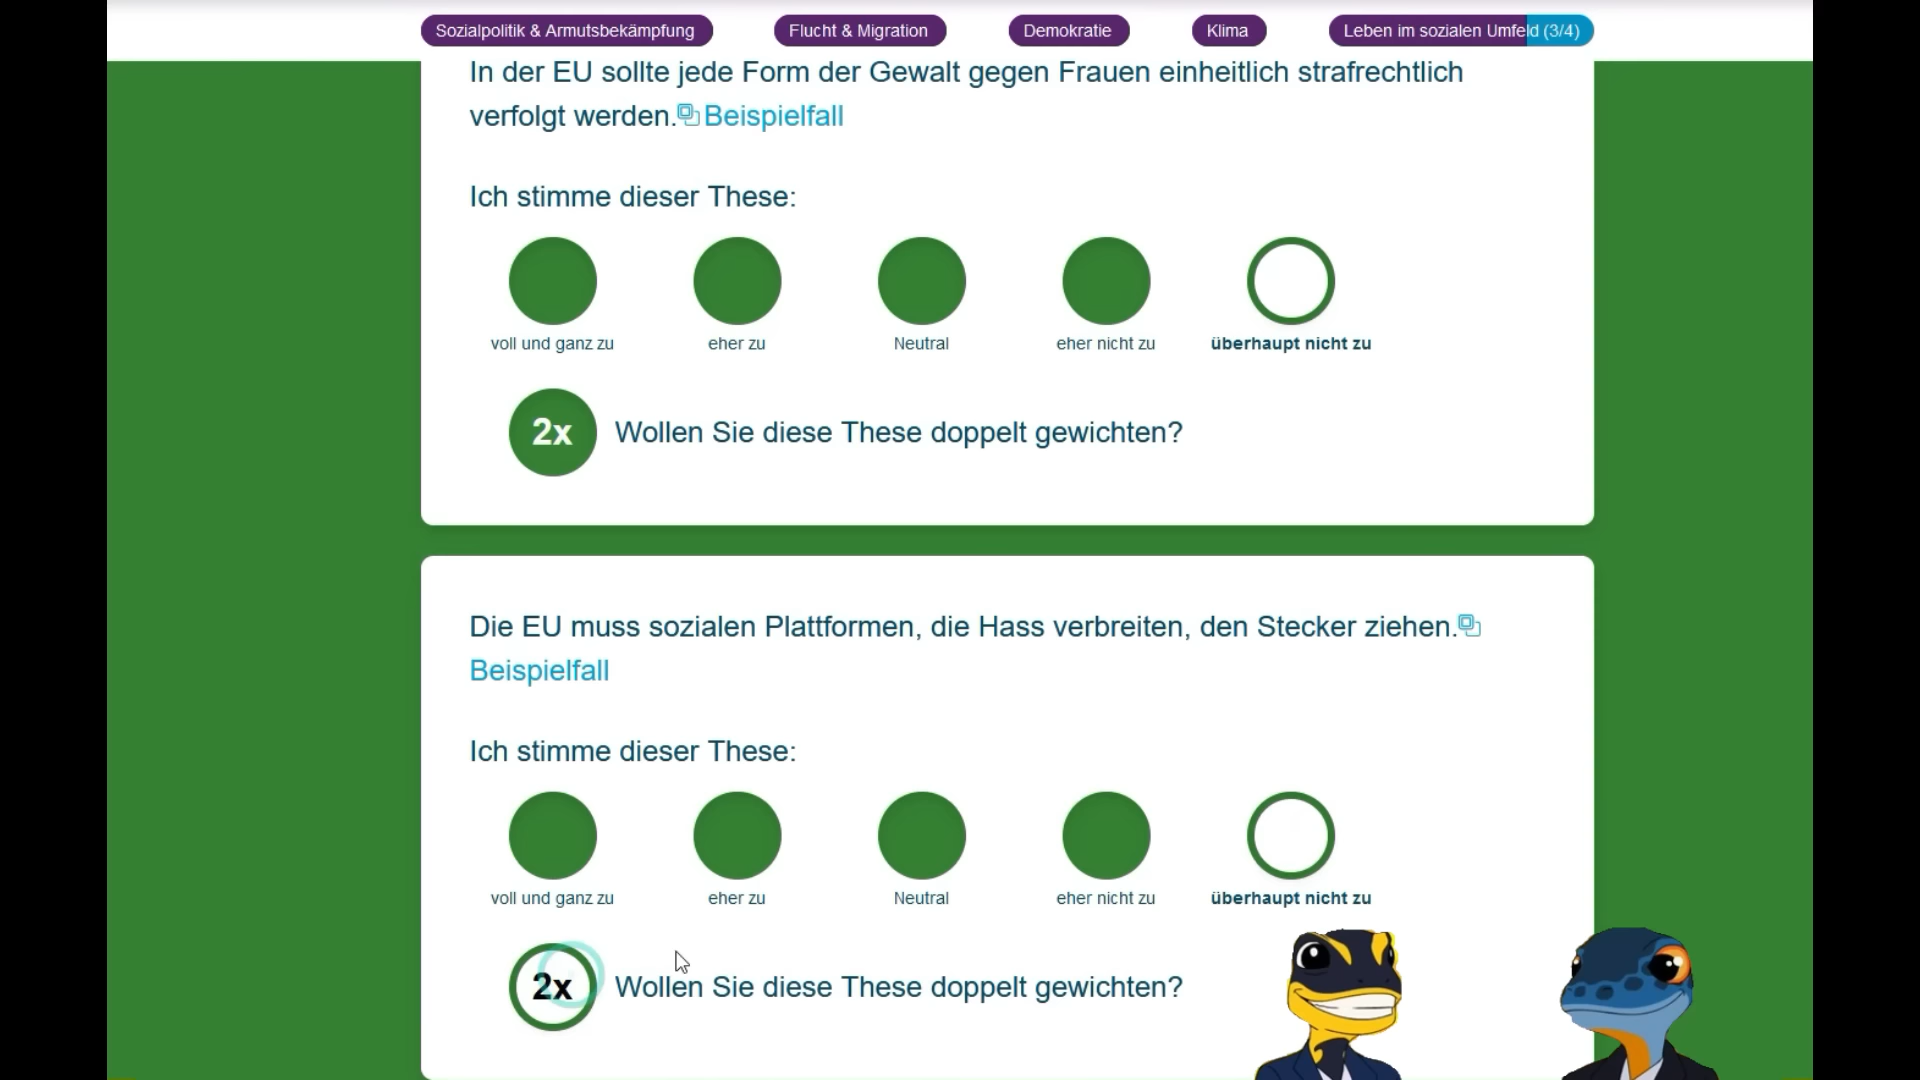 Sozialpolitik & Armutsbekämpfung Flucht & Migration Demokratie Klima Leben im sozialen Umfeld (3/4)
In der EU sollte jede Form der Gewalt gegen Frauen einheitlich strafrechtlich
verfolgt werden. Beispielfall
Ich stimme dieser These:
voll und ganz zu eher zu Neutral eher nicht zu überhaupt nicht zu
2x Wollen Sie diese These doppelt gewichten?
Die EU muss sozialen Plattformen, die Hass verbreiten, den Stecker ziehen.
Beispielfall
Ich stimme dieser These:
voll und ganz zu eher zu Neutral eher nicht zu überhaupt nicht zu
2x Wollen Sie diese These doppelt gewichten?